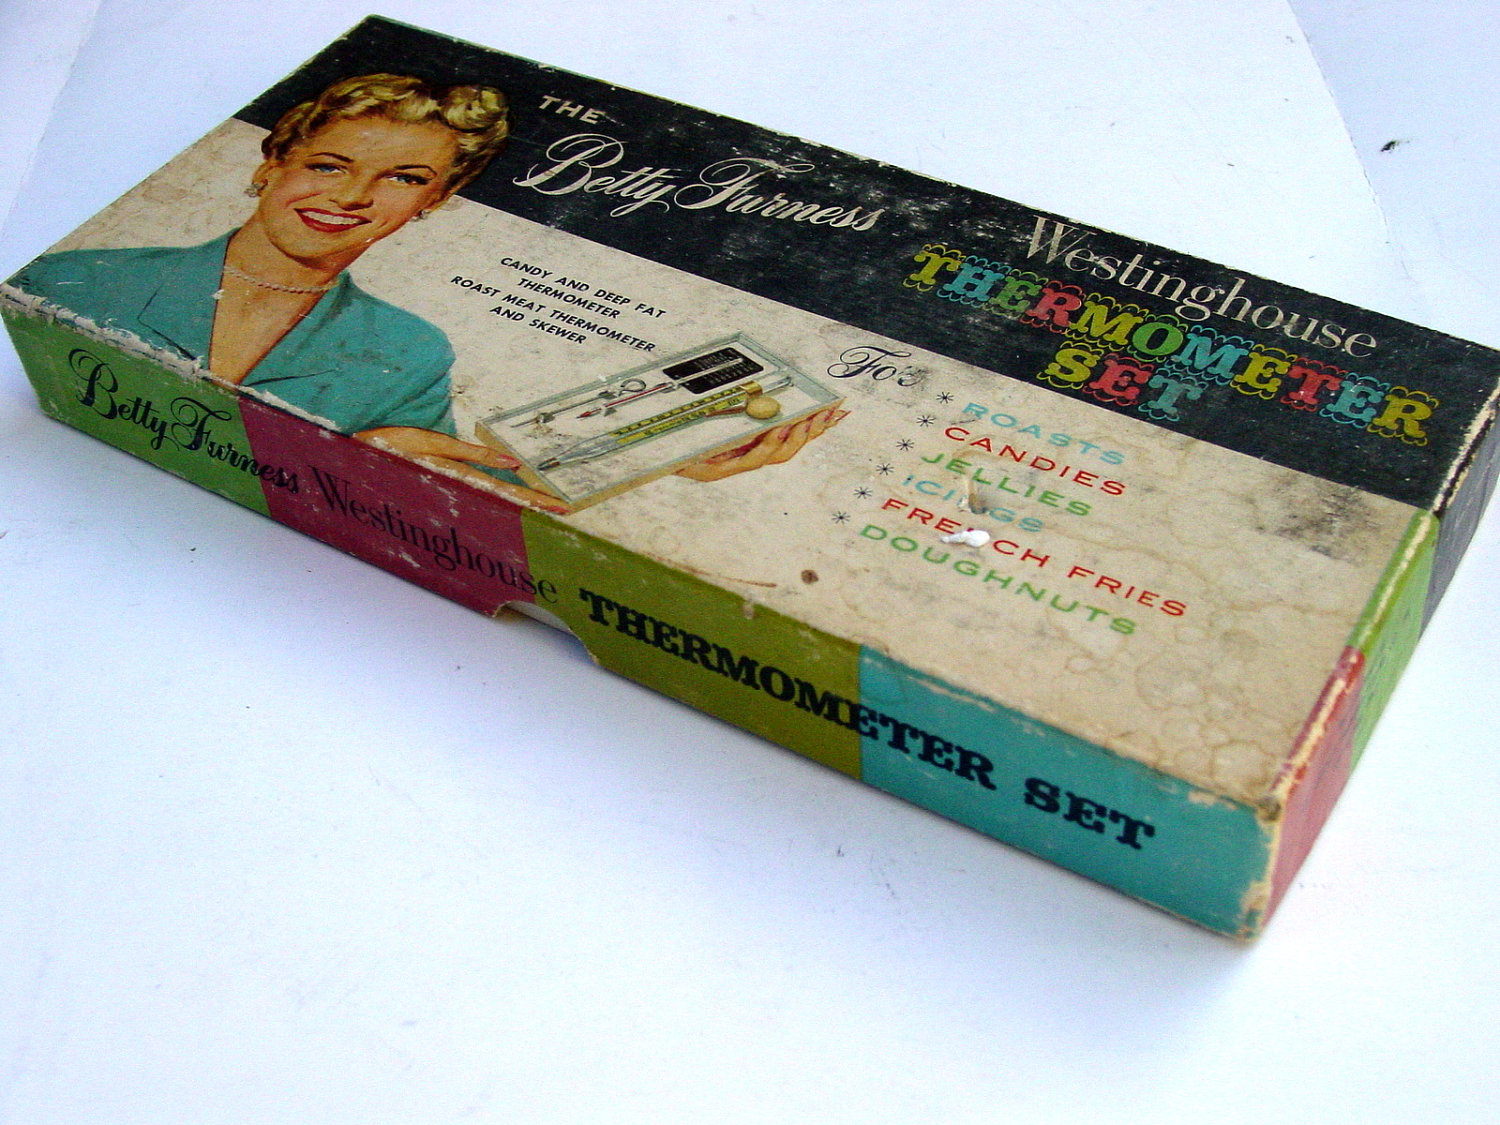 THE
Betty Furness
Westinghouse
THERMOMETER
SET
CANDY AND DEEP FAT
THERMOMETER
ROAST MEAT THERMOMETER
AND SKEWER
For
* ROASTS
* CANDIES
* JELLIES
* ICINGS
* FRENCH FRIES
* DOUGHNUTS
Betty Furness Westinghouse THERMOMETER SET